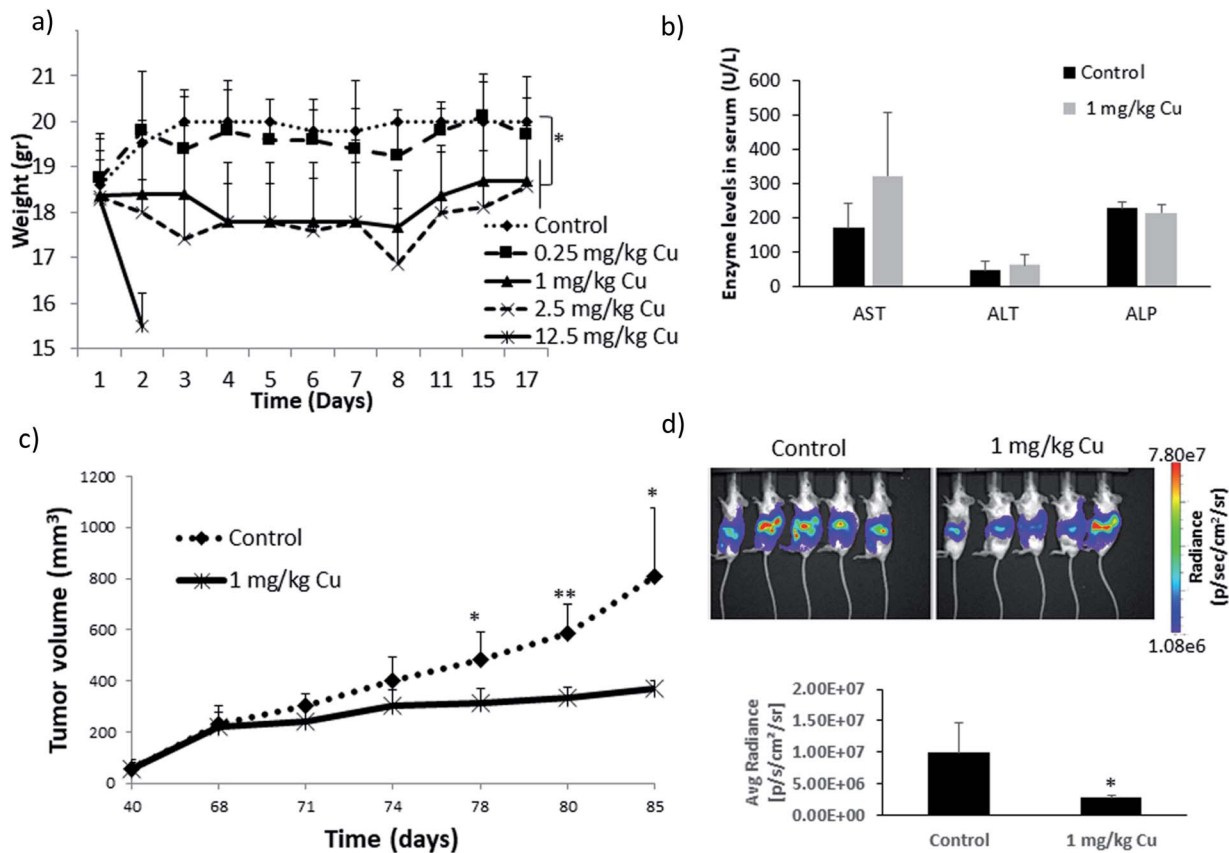 a)
21
20
19
18
17
16
15
Weight (gr)
*
Control
0.25 mg/kg Cu
1 mg/kg Cu
2.5 mg/kg Cu
12.5 mg/kg Cu
1 2 3 4 5 6 7 8 11 15 17
Time (Days)
b)
600
500
400
300
200
100
0
Enzyme levels in serum (U/L)
Control
1 mg/kg Cu
AST ALT ALP
c)
1200
1000
800
600
400
200
0
Tumor volume (mm³)
Control
1 mg/kg Cu
*
**
*
40 68 71 74 78 80 85
Time (days)
d)
Control 1 mg/kg Cu
7.80e7
Radiance
(p/sec/cm²/sr)
1.08e6
2.00E+07
1.50E+07
1.00E+07
5.00E+06
0.00E+00
Avg Radiance
[p/s/cm²/sr]
*
Control 1 mg/kg Cu